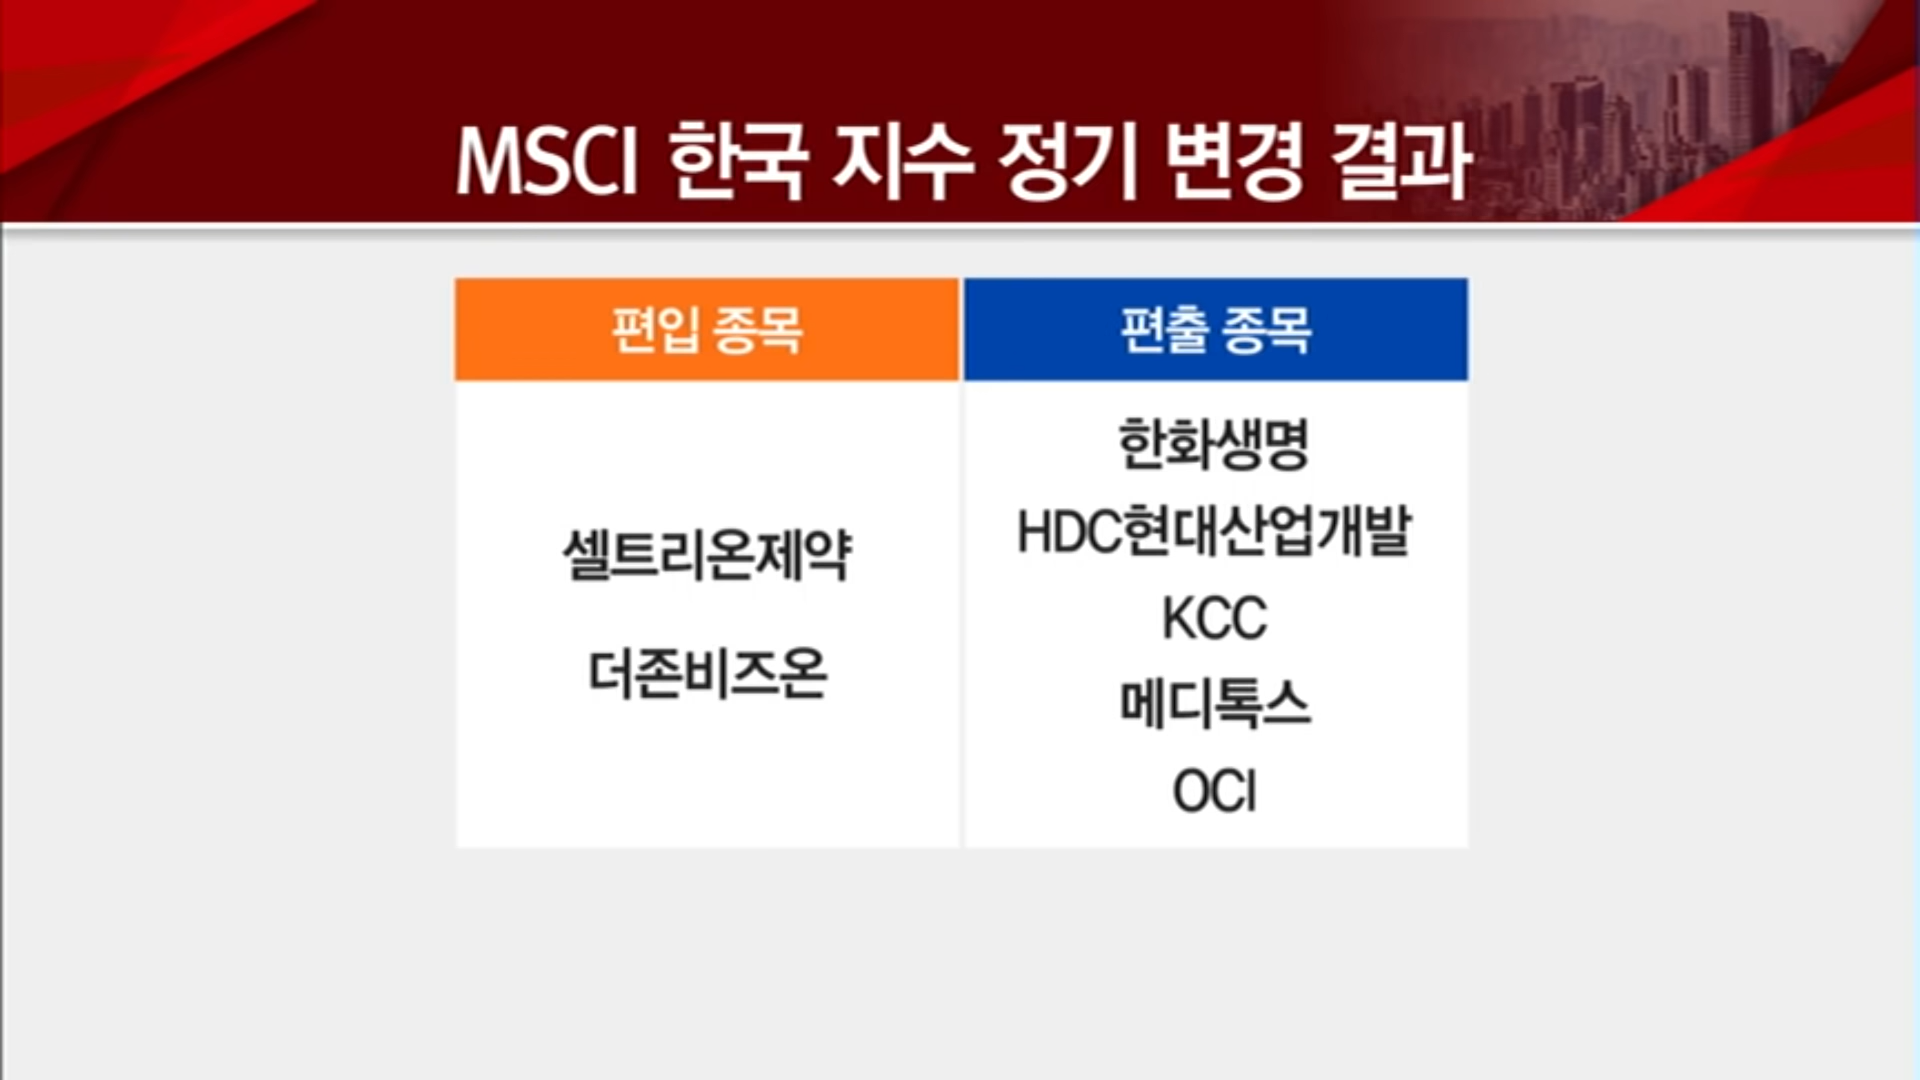 MSCI 한국 지수 정기 변경 결과
편입 종목
편출 종목
셀트리온제약
더존비즈온
한화생명
HDC현대산업개발
KCC
메디톡스
OCI